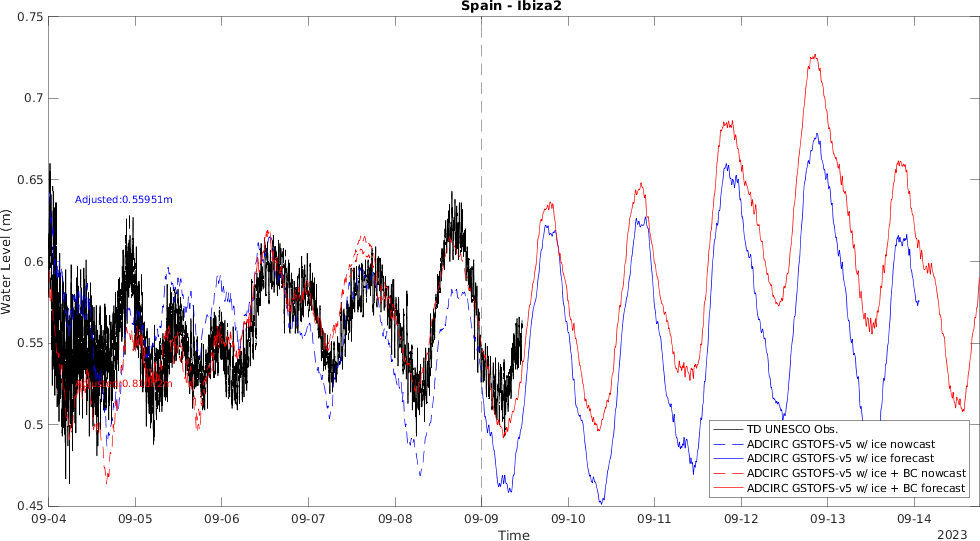 Spain - Ibiza2
0.75
0.7
0.65
0.6
0.55
0.5
0.45
Water Level (m)
Adjusted:0.55951m
TD UNESCO Obs.
ADCIRC GSTOFS-v5 w/ ice nowcast
ADCIRC GSTOFS-v5 w/ ice forecast
ADCIRC GSTOFS-v5 w/ ice + BC nowcast
ADCIRC GSTOFS-v5 w/ ice + BC forecast
09-04 09-05 09-06 09-07 09-08 09-09 09-10 09-11 09-12 09-13 09-14
Time
2023